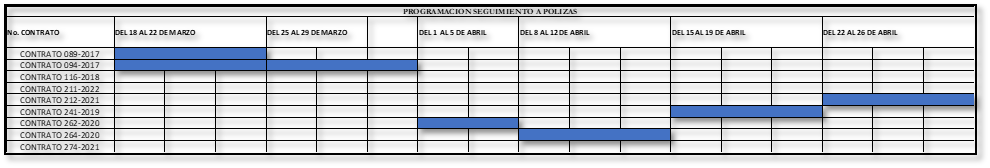 PROGRAMACION SEGUIMIENTO A POLIZAS
No. CONTRATO DEL 18 AL 22 DE MARZO DEL 25 AL 29 DE MARZO DEL 1 AL 5 DE ABRIL DEL 8 AL 12 DE ABRIL DEL 15 AL 19 DE ABRIL DEL 22 AL 26 DE ABRIL
CONTRATO 089-2017
CONTRATO 094-2017
CONTRATO 116-2018
CONTRATO 211-2022
CONTRATO 212-2021
CONTRATO 241-2019
CONTRATO 262-2020
CONTRATO 264-2020
CONTRATO 274-2021